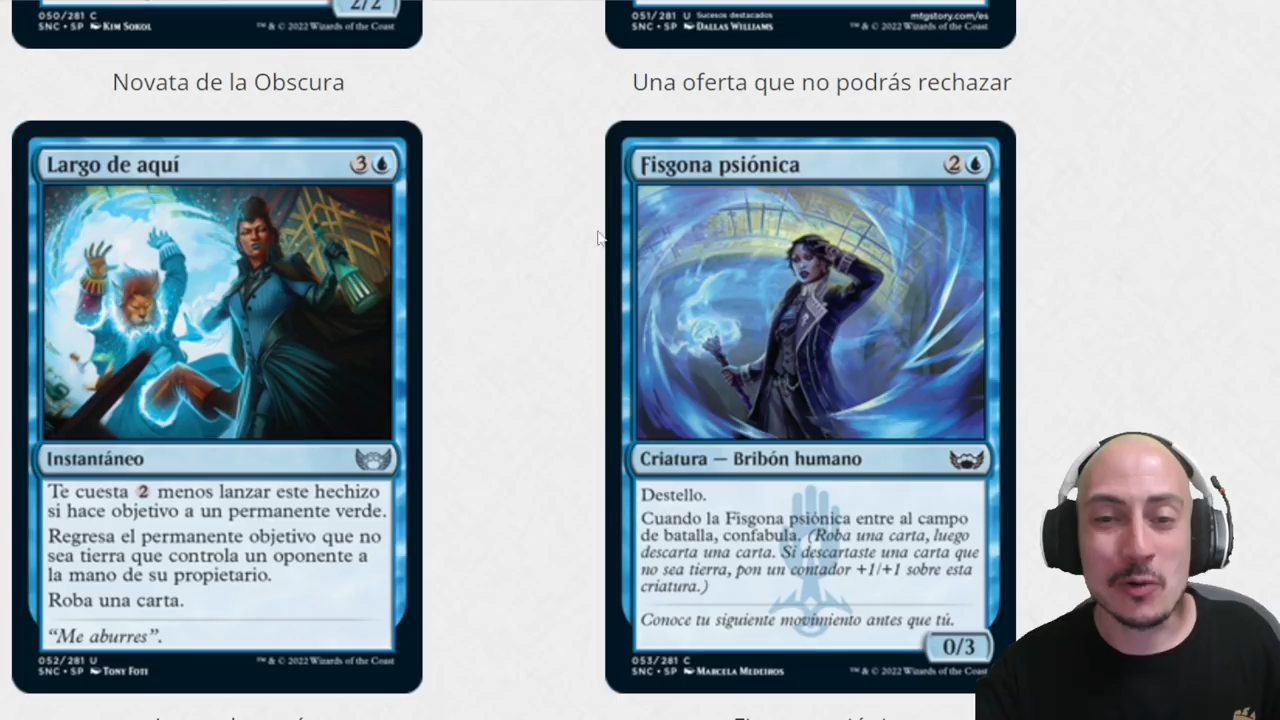 2/2
050/281 C
SNC • SP KIM SOKOL
™ & © 2022 Wizards of the Coast
051/281 U Sucesos destacados
mtgstory.com/es
SNC • SP DALLAS WILLIAMS
™ & © 2022 Wizards of the Coast
Novata de la Obscura
Una oferta que no podrás rechazar
Largo de aquí
3
Instantáneo
Te cuesta 2 menos lanzar este hechizo
si hace objetivo a un permanente verde.
Regresa el permanente objetivo que no
sea tierra que controla un oponente a
la mano de su propietario.
Roba una carta.
“Me aburres”.
052/281 U
SNC • SP TONY FOTI
™ & © 2022 Wizards of the Coast
Fisgona psiónica
2
Criatura — Bribón humano
Destello.
Cuando la Fisgona psiónica entre al campo
de batalla, confabula. (Roba una carta, luego
descarta una carta. Si descartaste una carta que
no sea tierra, pon un contador +1/+1 sobre esta
criatura.)
Conoce tu siguiente movimiento antes que tú.
0/3
053/281 C
SNC • SP MARCELA MEDEIROS
™ & © 2022 Wizards of the Coast